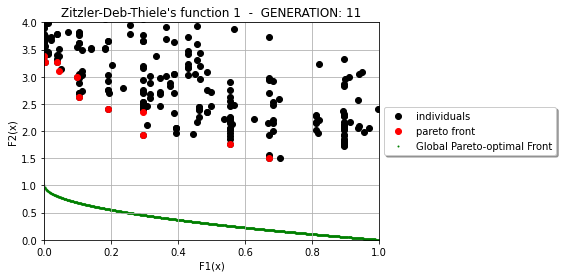 Zitzler-Deb-Thiele's function 1 - GENERATION: 11
4.0
3.5
3.0
2.5
2.0
1.5
1.0
0.5
0.0
F2(x)
0.0 0.2 0.4 0.6 0.8 1.0
F1(x)
individuals
pareto front
Global Pareto-optimal Front